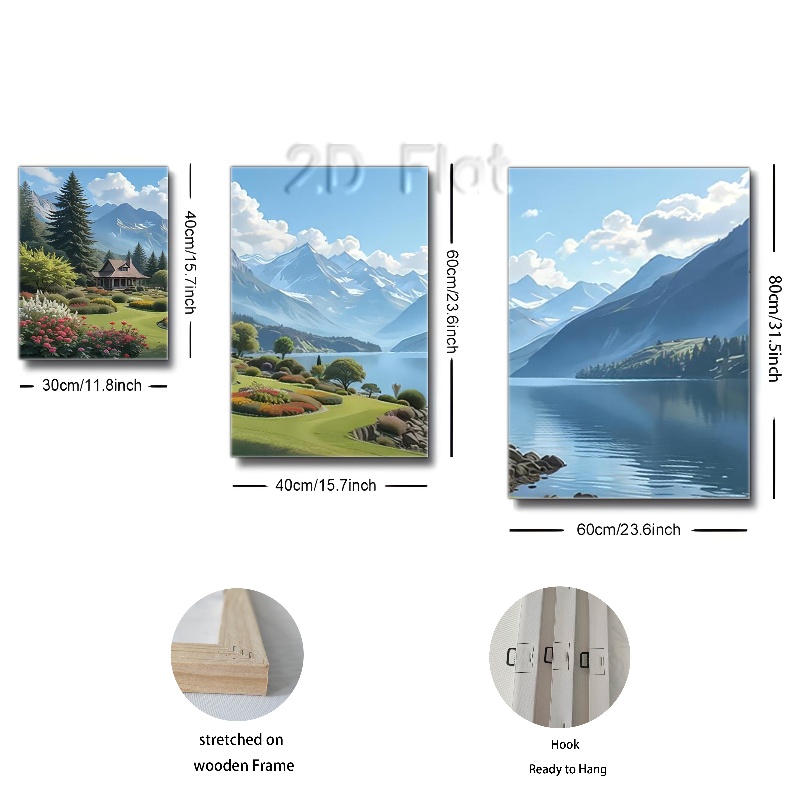 2D Flat
40cm/15.7inch
60cm/23.6inch
80cm/31.5inch
30cm/11.8inch
40cm/15.7inch
60cm/23.6inch
stretched on
wooden Frame
Hook
Ready to Hang